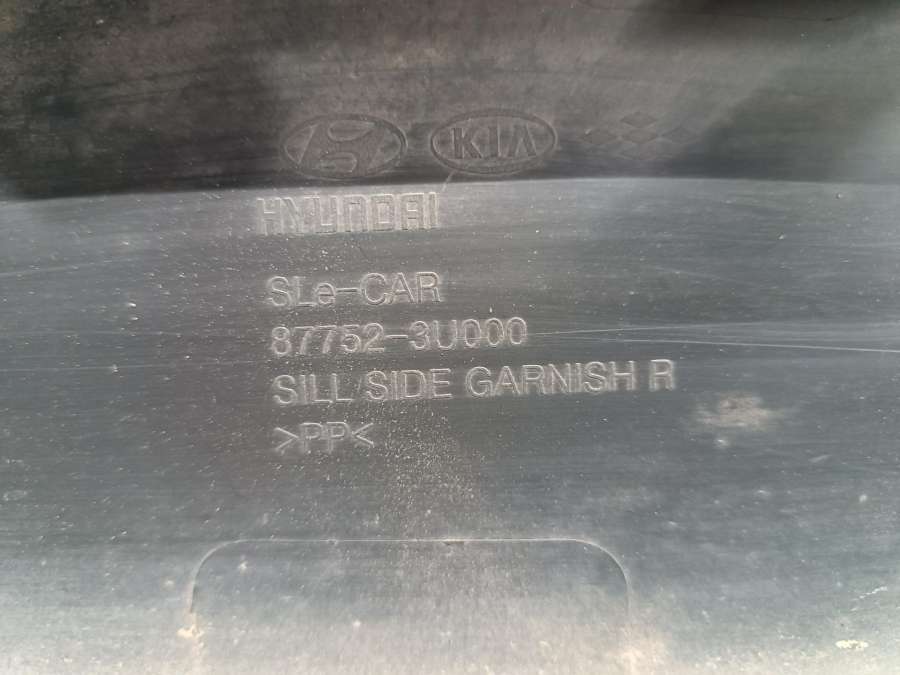 KIA
HYUNDAI
SLe-CAR
87752-3U000
SILL SIDE GARNISH R
>PP<